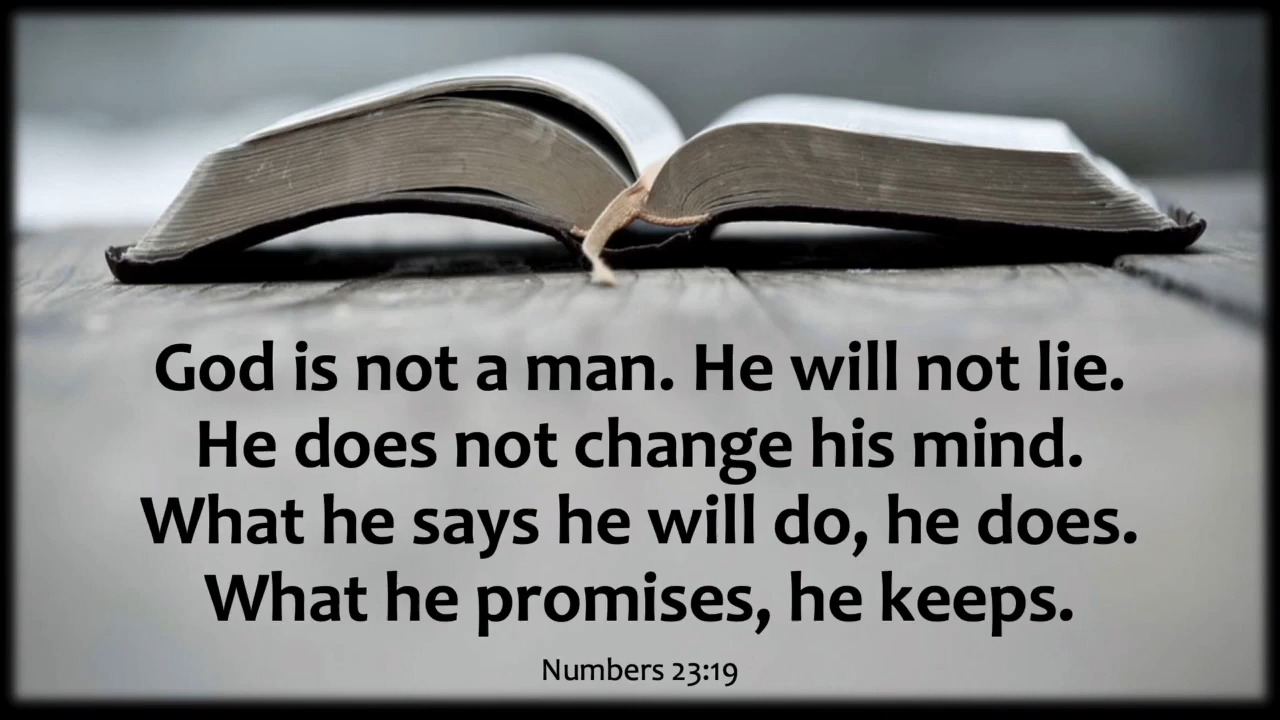 God is not a man. He will not lie.
He does not change his mind.
What he says he will do, he does.
What he promises, he keeps.
Numbers 23:19